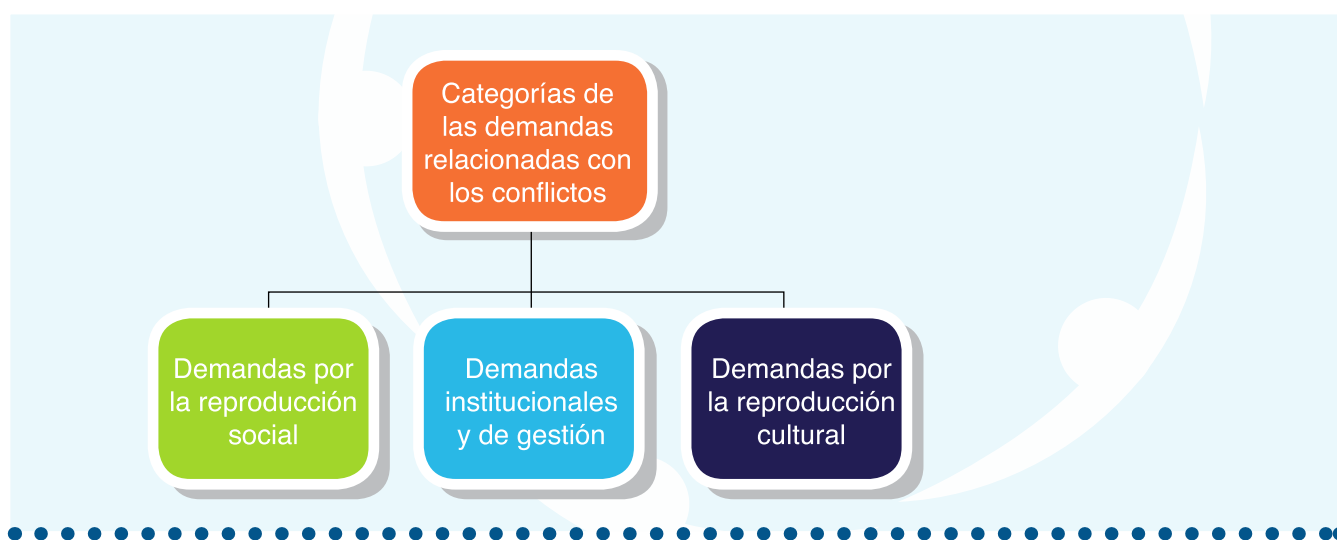 Categorías de
las demandas
relacionadas con
los conflictos
Demandas por
la reproducción
social
Demandas
institucionales
y de gestión
Demandas por
la reproducción
cultural